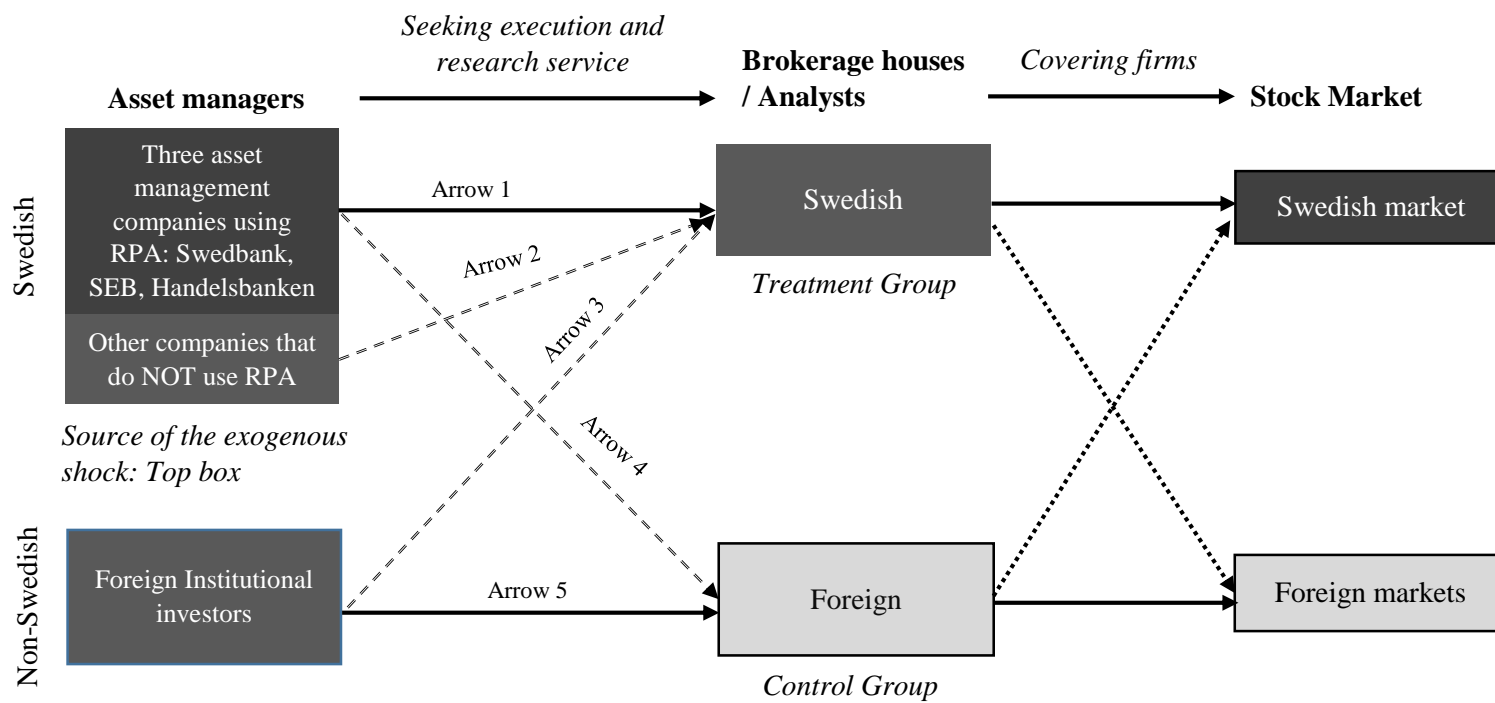 Seeking execution and
research service
Brokerage houses
/ Analysts
Covering firms
Asset managers
Stock Market
Swedish
Three asset
management
companies using
RPA: Swedbank,
SEB, Handelsbanken
Other companies that
do NOT use RPA
Source of the exogenous
shock: Top box
Arrow 1
Arrow 2
Arrow 3
Arrow 4
Swedish
Treatment Group
Swedish market
Non-Swedish
Foreign Institutional
investors
Arrow 5
Foreign
Control Group
Foreign markets